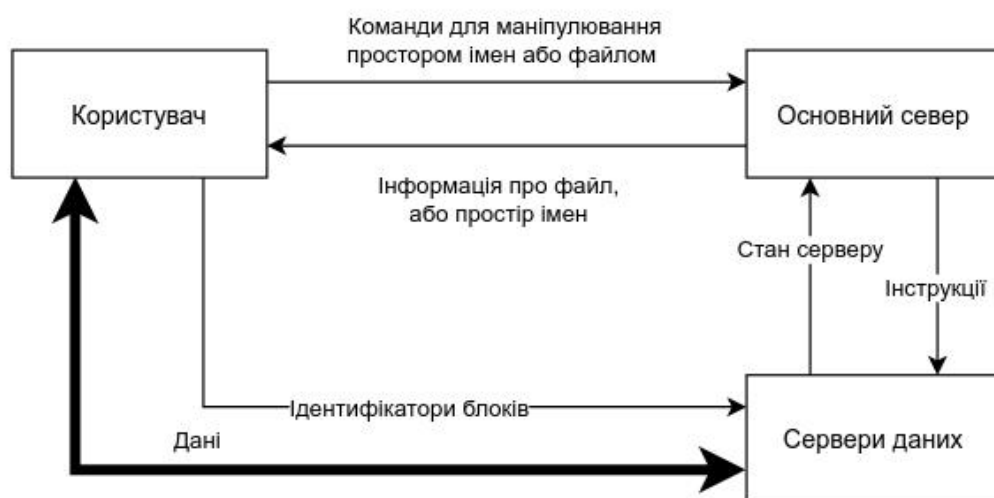 Команди для маніпулювання
простором імен або файлом
Користувач
Основний север
Інформація про файл,
або простір імен
Стан серверу
Інструкції
Ідентифікатори блоків
Дані
Сервери даних